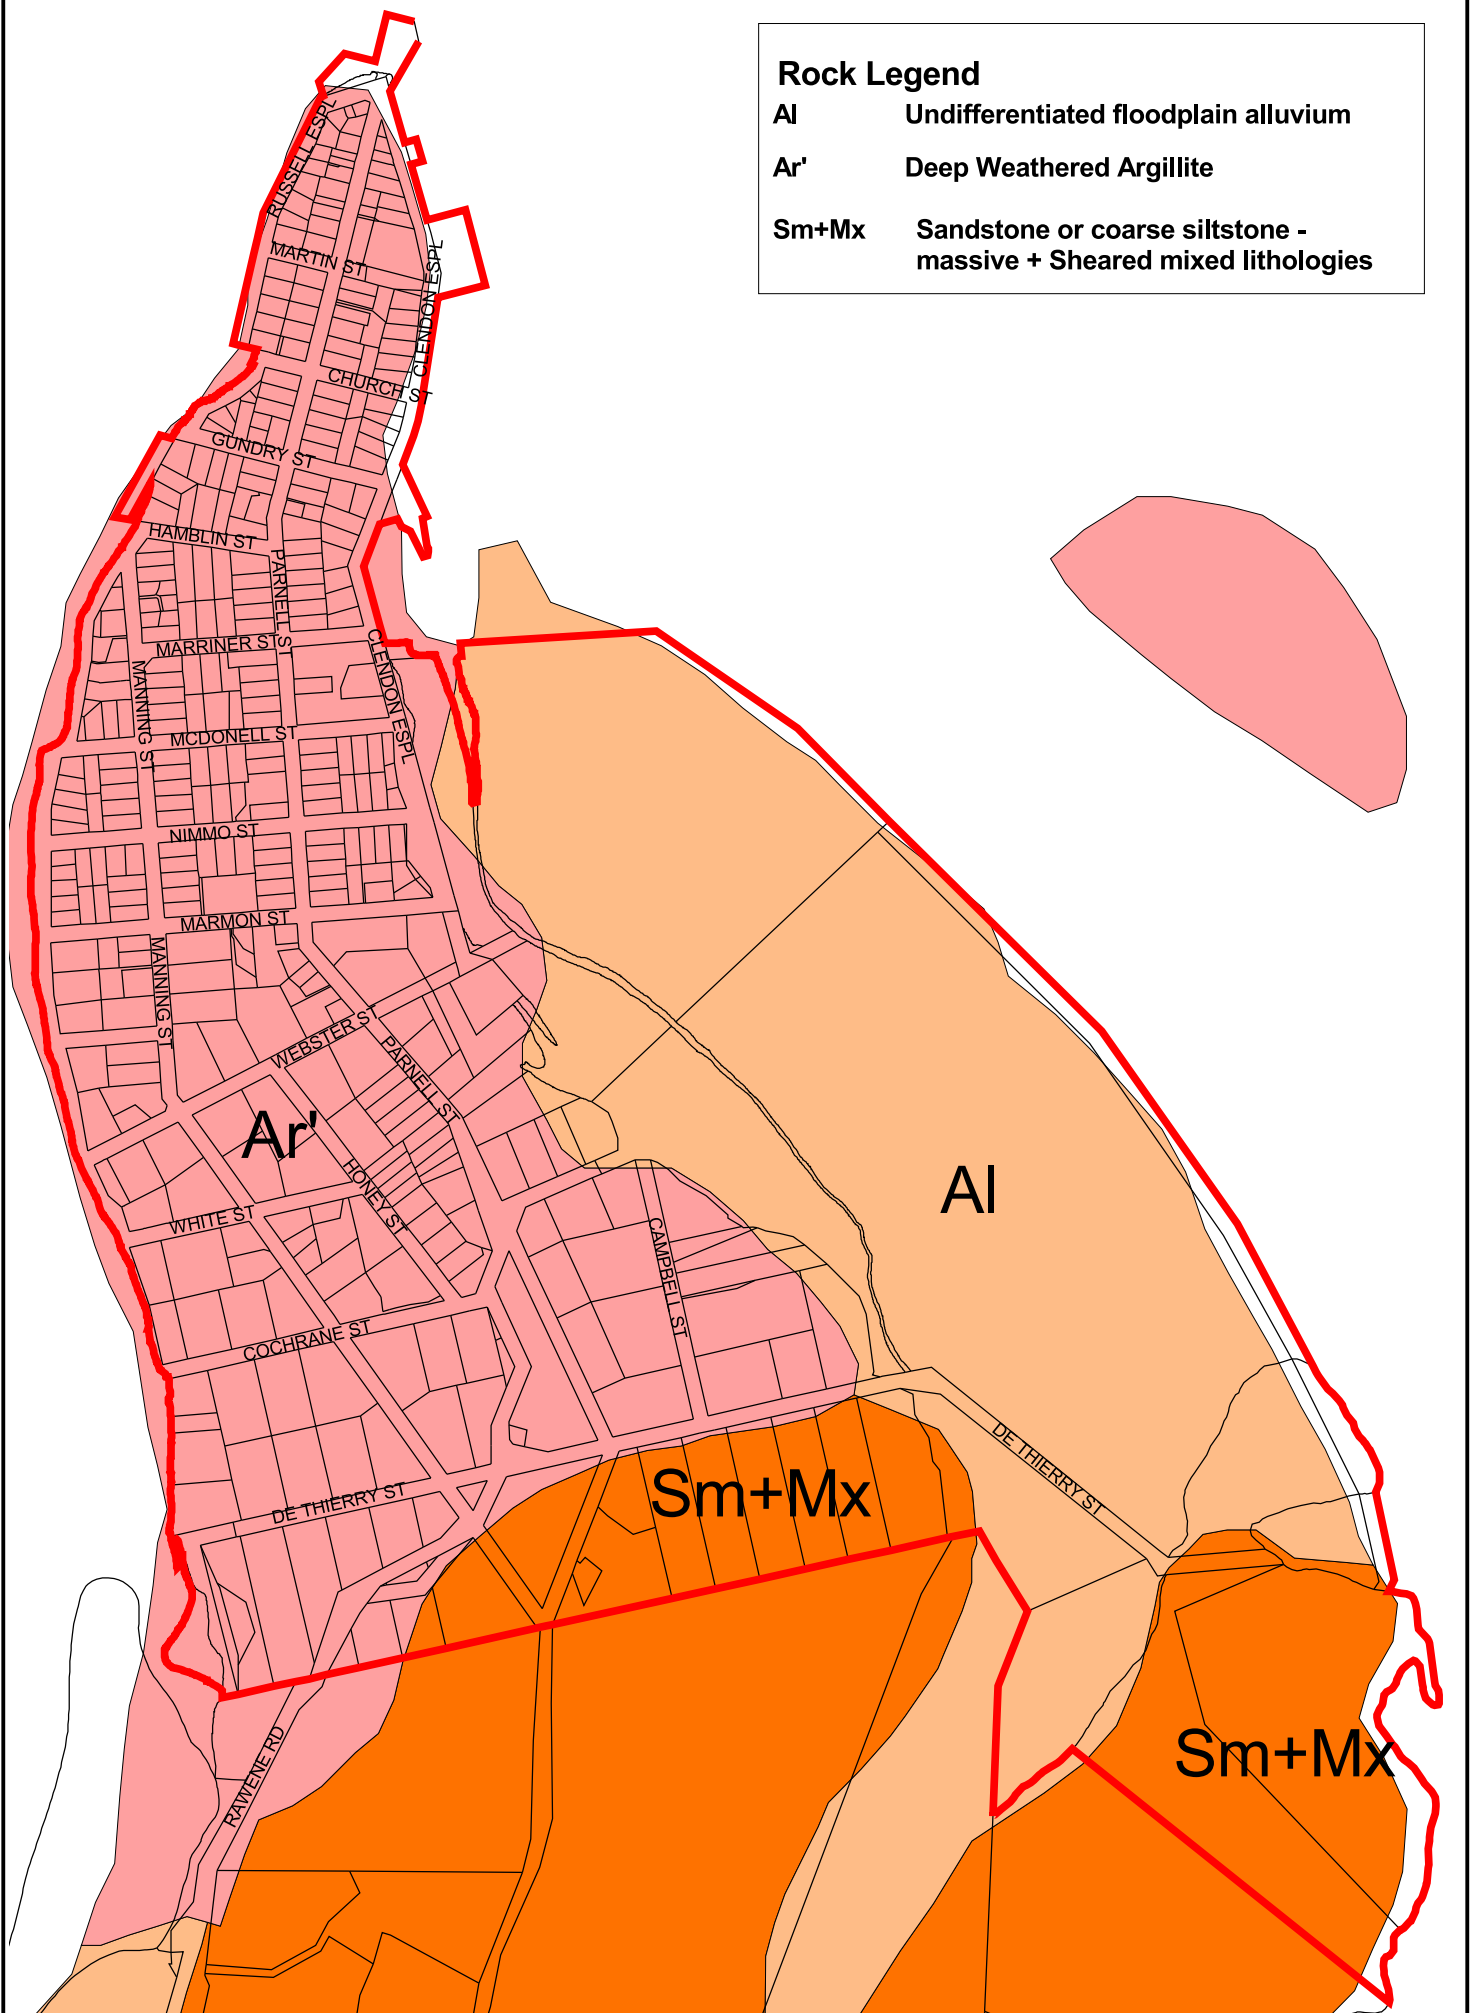 Rock Legend
Al Undifferentiated floodplain alluvium
Ar' Deep Weathered Argillite
Sm+Mx Sandstone or coarse siltstone -
massive + Sheared mixed lithologies
RUSSELL ESPL
MARTIN ST
CLENDON ESPL
CHURCH ST
GUNDRY ST
HAMBLIN ST
PARNELL ST
MARRINER ST
CLENDON ESPL
MANNING ST
MCDONELL ST
NIMMO ST
MARMON ST
MANNING ST
WEBSTER ST
PARNELL ST
Ar'
HONEY ST
Al
WHITE ST
CAMPBELL ST
COCHRANE ST
DE THIERRY ST
Sm+Mx
DE THIERRY ST
Sm+Mx
RAWENE RD